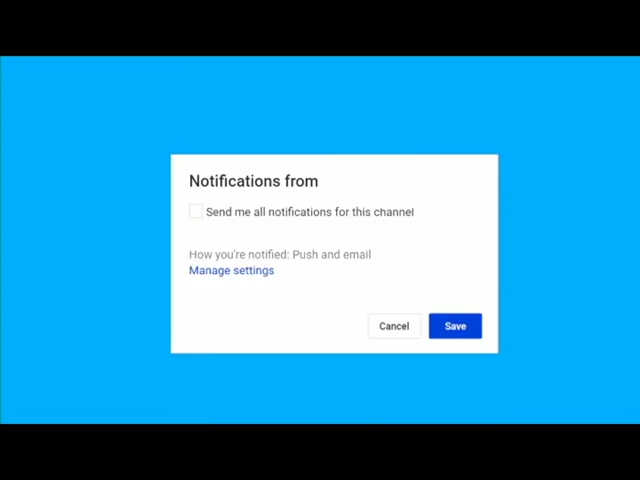 Notifications from
Send me all notifications for this channel
How you're notified: Push and email
Manage settings
Cancel
Save